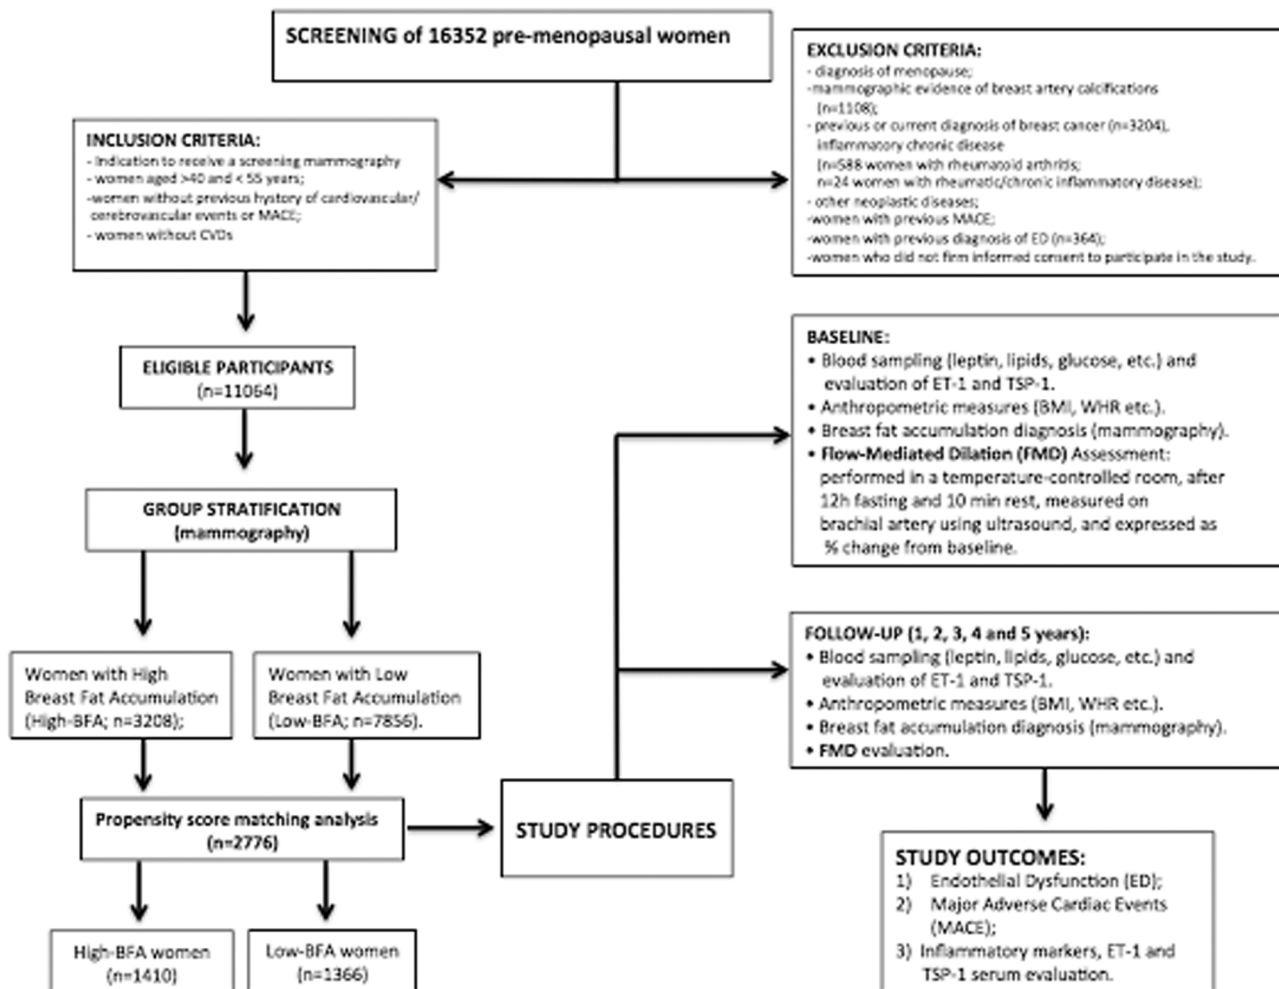 SCREENING of 16352 pre-menopausal women
EXCLUSION CRITERIA:
- diagnosis of menopause;
-mammographic evidence of breast artery calcifications
(n=1108);
- previous or current diagnosis of breast cancer (n=3204),
inflammatory chronic disease
(n=588 women with rheumatoid arthritis;
n=24 women with rheumatic/chronic inflammatory disease);
- other neoplastic diseases;
-women with previous MACE;
-women with previous diagnosis of ED (n=364);
-women who did not firm informed consent to participate in the study.
INCLUSION CRITERIA:
- Indication to receive a screening mammography
- women aged >40 and < 55 years;
-women without previous hystory of cardiovascular/
cerebrovascular events or MACE;
- women without CVDs
ELIGIBLE PARTICIPANTS
(n=11064)
GROUP STRATIFICATION
(mammography)
Women with High
Breast Fat Accumulation
(High-BFA; n=3208);
Women with Low
Breast Fat Accumulation
(Low-BFA; n=7856).
Propensity score matching analysis
(n=2776)
High-BFA women
(n=1410)
Low-BFA women
(n=1366)
STUDY PROCEDURES
BASELINE:
• Blood sampling (leptin, lipids, glucose, etc.) and
evaluation of ET-1 and TSP-1.
• Anthropometric measures (BMI, WHR etc.).
• Breast fat accumulation diagnosis (mammography).
• Flow-Mediated Dilation (FMD) Assessment:
performed in a temperature-controlled room, after
12h fasting and 10 min rest, measured on
brachial artery using ultrasound, and expressed as
% change from baseline.
FOLLOW-UP (1, 2, 3, 4 and 5 years):
• Blood sampling (leptin, lipids, glucose, etc.) and
evaluation of ET-1 and TSP-1.
• Anthropometric measures (BMI, WHR etc.).
• Breast fat accumulation diagnosis (mammography).
• FMD evaluation.
STUDY OUTCOMES:
1) Endothelial Dysfunction (ED);
2) Major Adverse Cardiac Events
(MACE);
3) Inflammatory markers, ET-1 and
TSP-1 serum evaluation.